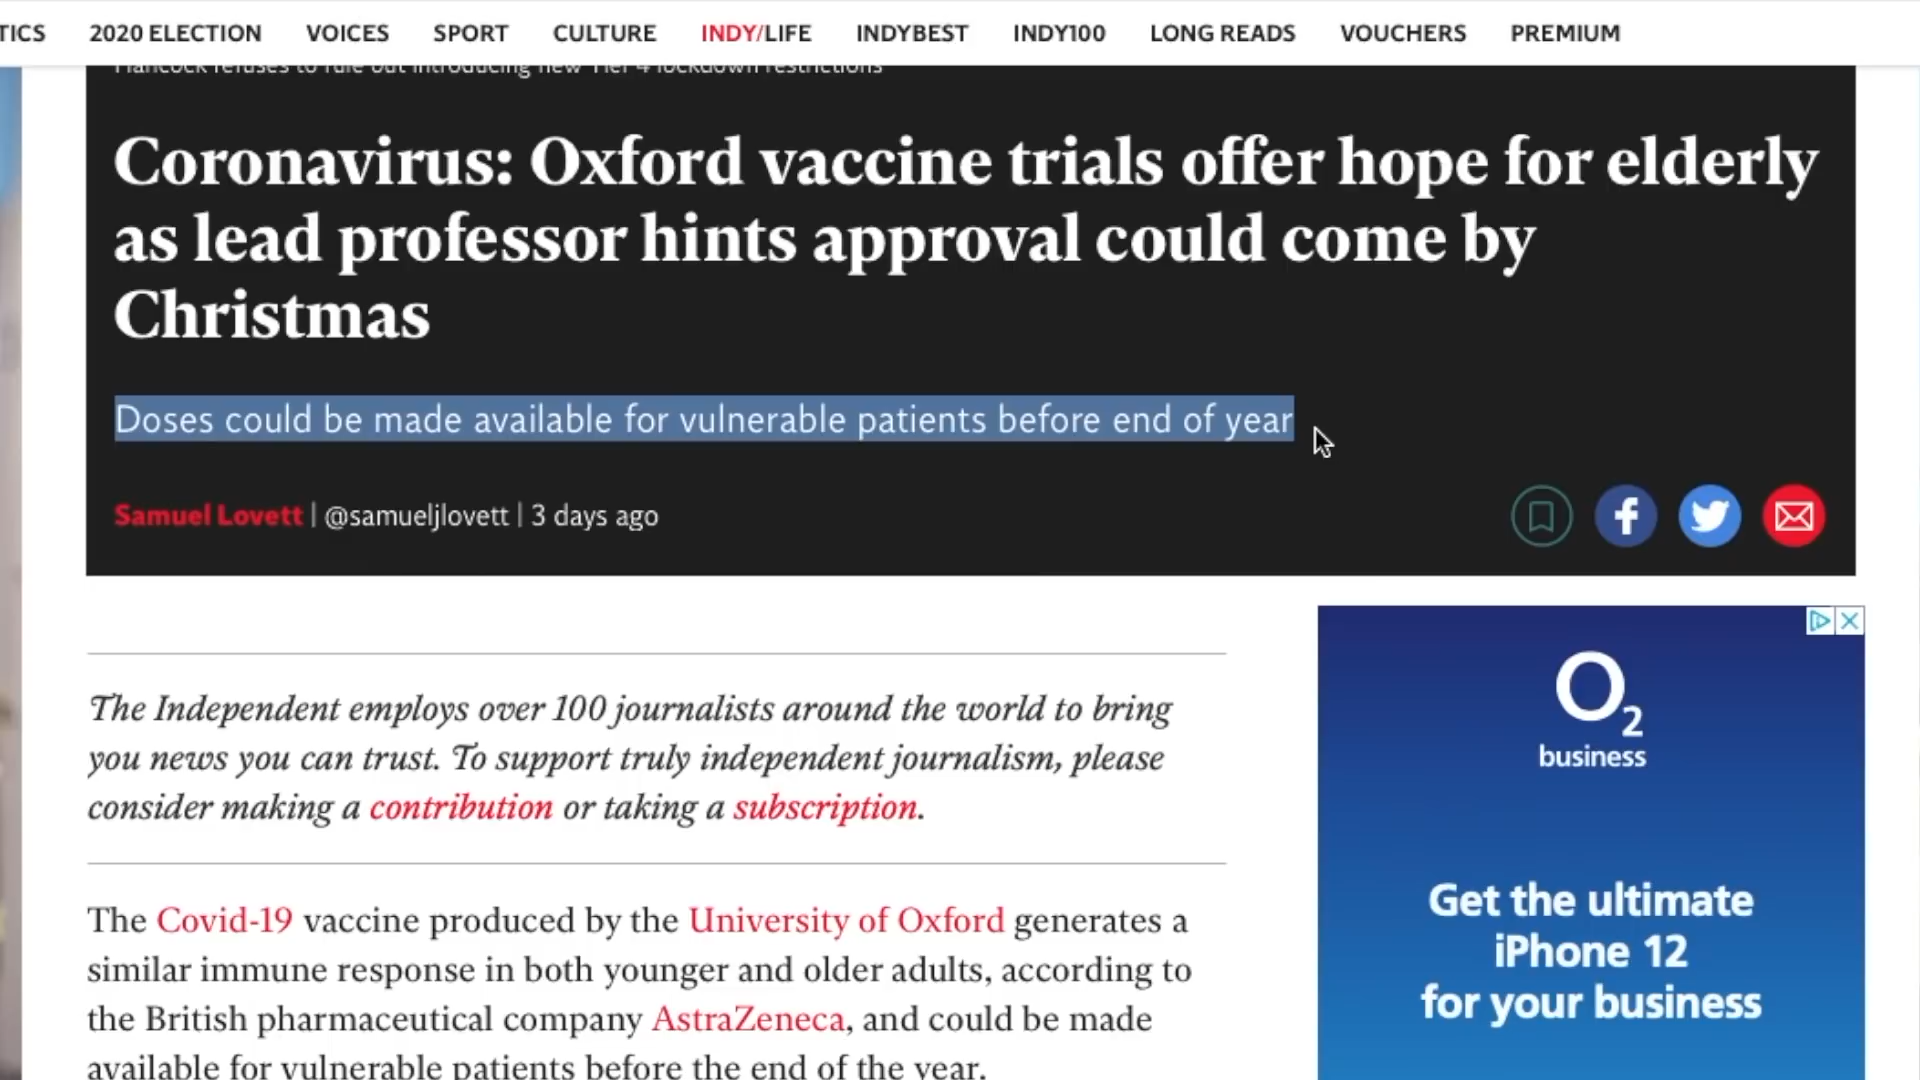 TICS 2020 ELECTION VOICES SPORT CULTURE INDY/LIFE INDYBEST INDY100 LONG READS VOUCHERS PREMIUM
Hancock refuses to rule out introducing new Tier 4 lockdown restrictions
Coronavirus: Oxford vaccine trials offer hope for elderly
as lead professor hints approval could come by
Christmas
Doses could be made available for vulnerable patients before end of year
Samuel Lovett | @samueljlovett | 3 days ago
The Independent employs over 100 journalists around the world to bring
you news you can trust. To support truly independent journalism, please
consider making a contribution or taking a subscription.
The Covid-19 vaccine produced by the University of Oxford generates a
similar immune response in both younger and older adults, according to
the British pharmaceutical company AstraZeneca, and could be made
available for vulnerable patients before the end of the year.
O2
business
Get the ultimate
iPhone 12
for your business